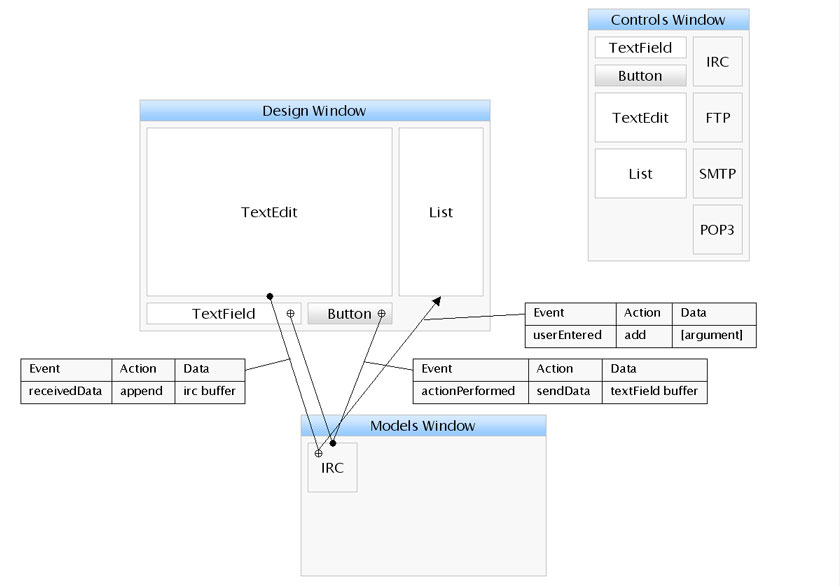 Controls Window
TextField
IRC
Button
TextEdit
FTP
List
SMTP
POP3
Design Window
TextEdit
List
TextField
Button
Event Action Data
userEntered add [argument]
Event Action Data
receivedData append irc buffer
Event Action Data
actionPerformed sendData textField buffer
Models Window
IRC